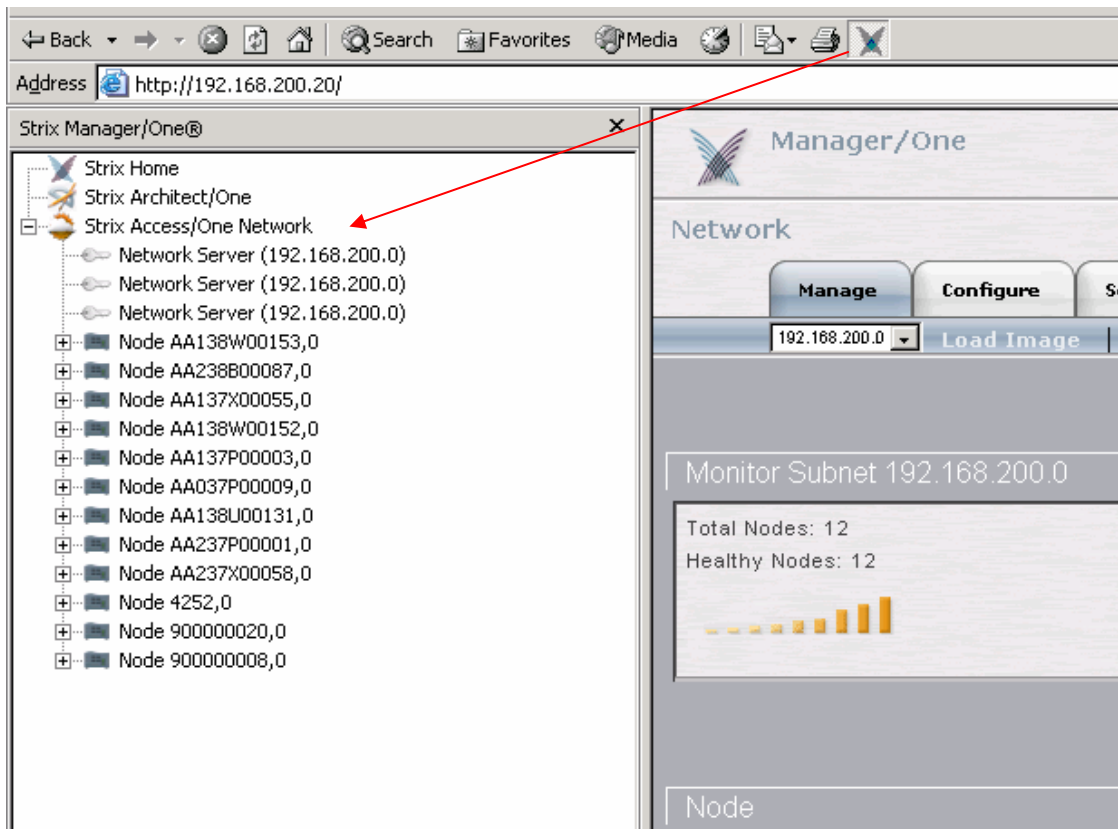 Back Search Favorites Media
Address http://192.168.200.20/
Strix Manager/One®
Strix Home
Strix Architect/One
Strix Access/One Network
Network Server (192.168.200.0)
Network Server (192.168.200.0)
Network Server (192.168.200.0)
Node AA138W00153,0
Node AA238B00087,0
Node AA137X00055,0
Node AA138W00152,0
Node AA137P00003,0
Node AA037P00009,0
Node AA138U00131,0
Node AA237P00001,0
Node AA237X00058,0
Node 4252,0
Node 900000020,0
Node 900000008,0
Manager/One
Network
Manage Configure
192.168.200.0 Load Image |
Monitor Subnet 192.168.200.0
Total Nodes: 12
Healthy Nodes: 12
Node